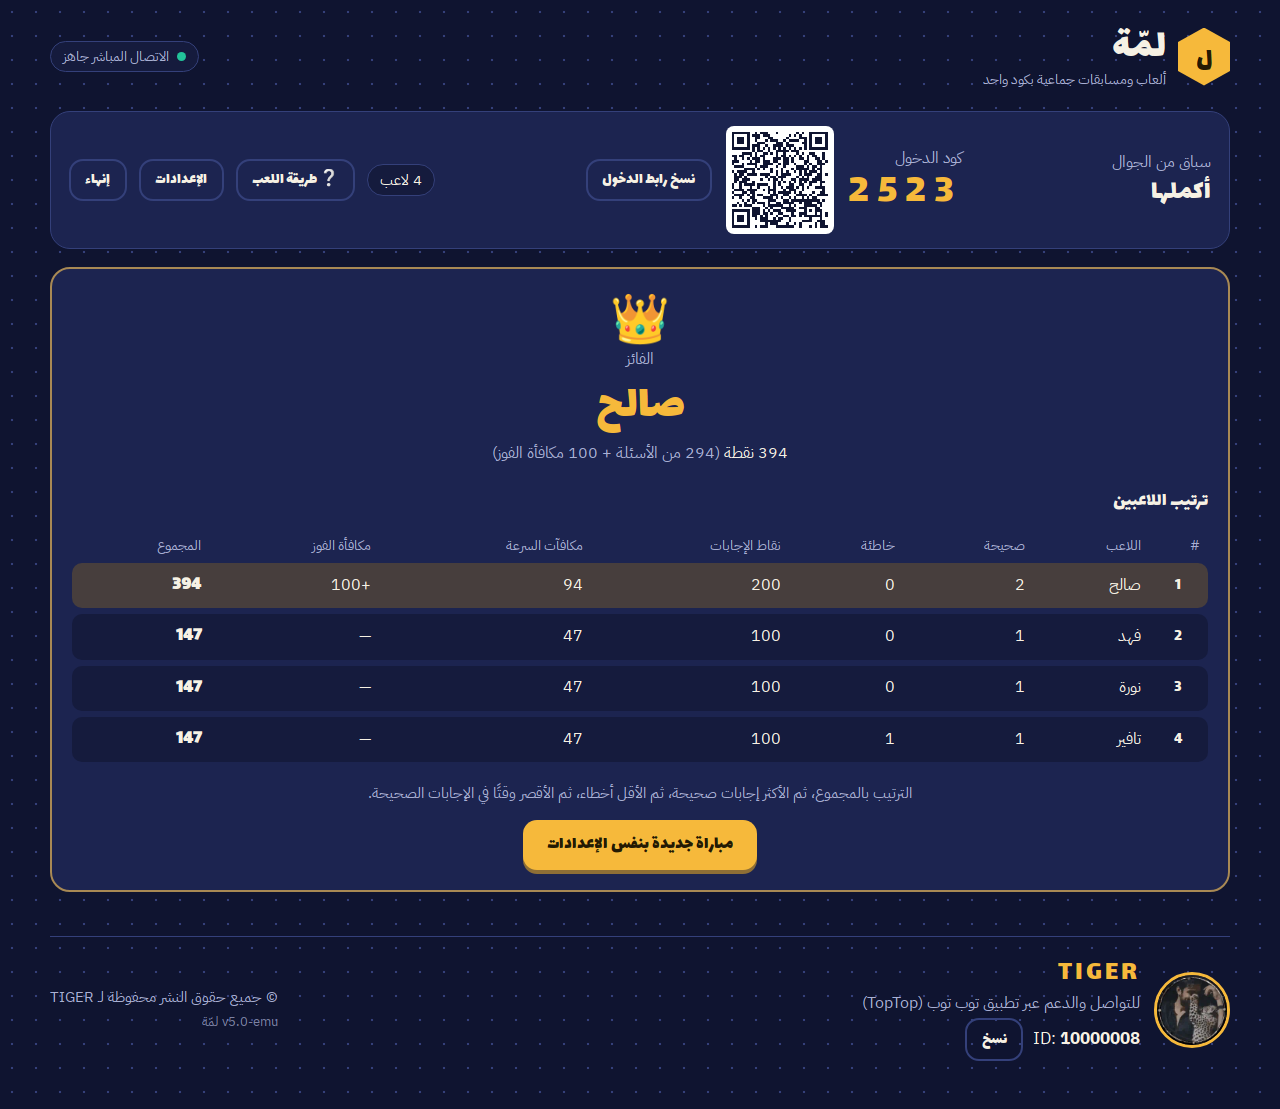 ل
لمّة
ألعاب ومسابقات جماعية بكود واحد
الاتصال المباشر جاهز
سباق من الجوال
أكملها
كود الدخول
2523
نسخ رابط الدخول
4 لاعب
❔ طريقة اللعب
الإعدادات
إنهاء
الفائز
صالح
394 نقطة (294 من الأسئلة + 100 مكافأة الفوز)
ترتيب اللاعبين
# اللاعب صحيحة خاطئة نقاط الإجابات مكافآت السرعة مكافأة الفوز المجموع
1 صالح 2 0 200 94 +100 394
2 فهد 1 0 100 47 — 147
3 نورة 1 0 100 47 — 147
4 تافير 1 1 100 47 — 147
الترتيب بالمجموع، ثم الأكثر إجابات صحيحة، ثم الأقل أخطاء، ثم الأقصر وقتًا في الإجابات الصحيحة.
مباراة جديدة بنفس الإعدادات
TIGER
للتواصل والدعم عبر تطبيق توب توب (TopTop)
ID: 10000008
نسخ
© جميع حقوق النشر محفوظة لـ TIGER
لمّة v5.0-emu